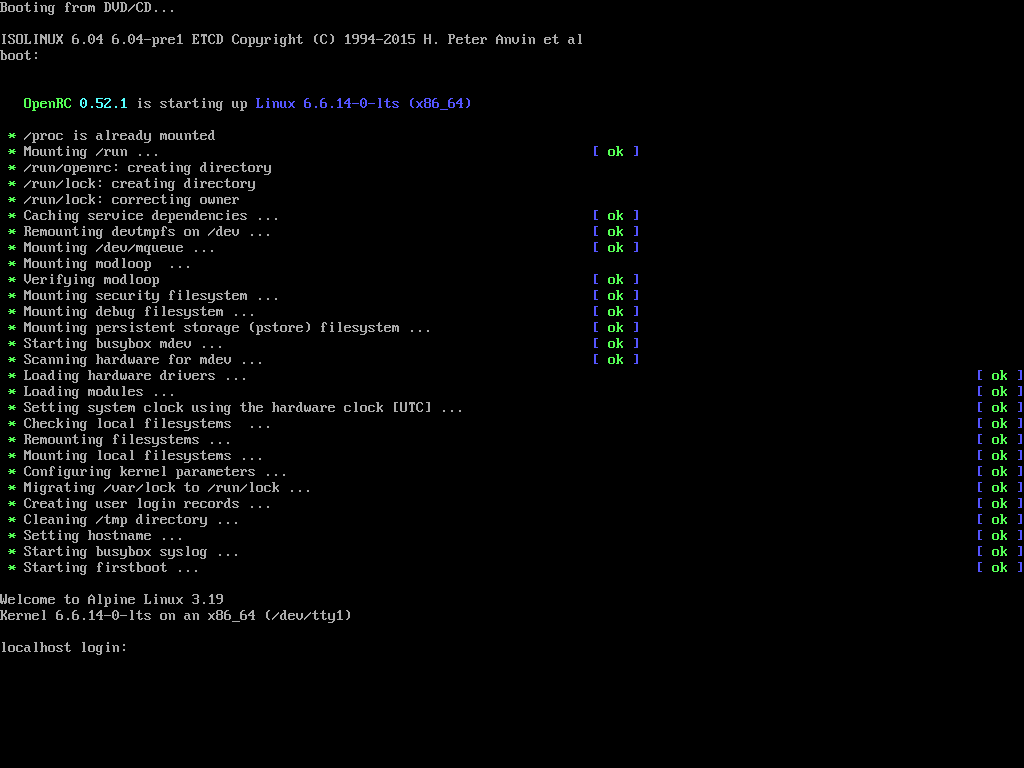 Booting from DVD/CD...
ISOLINUX 6.04 6.04-pre1 ETCD Copyright (C) 1994-2015 H. Peter Anvin et al
boot:
OpenRC 0.52.1 is starting up Linux 6.6.14-0-lts (x86_64)
* /proc is already mounted
* Mounting /run ... [ ok ]
* /run/openrc: creating directory
* /run/lock: creating directory
* /run/lock: correcting owner
* Caching service dependencies ... [ ok ]
* Remounting devtmpfs on /dev ... [ ok ]
* Mounting /dev/mqueue ... [ ok ]
* Mounting modloop  ...
* Verifying modloop [ ok ]
* Mounting security filesystem ... [ ok ]
* Mounting debug filesystem ... [ ok ]
* Mounting persistent storage (pstore) filesystem ... [ ok ]
* Starting busybox mdev ... [ ok ]
* Scanning hardware for mdev ... [ ok ]
* Loading hardware drivers ... [ ok ]
* Loading modules ... [ ok ]
* Setting system clock using the hardware clock [UTC] ... [ ok ]
* Checking local filesystems  ... [ ok ]
* Remounting filesystems ... [ ok ]
* Mounting local filesystems ... [ ok ]
* Configuring kernel parameters ... [ ok ]
* Migrating /var/lock to /run/lock ... [ ok ]
* Creating user login records ... [ ok ]
* Cleaning /tmp directory ... [ ok ]
* Setting hostname ... [ ok ]
* Starting busybox syslog ... [ ok ]
* Starting firstboot ... [ ok ]
Welcome to Alpine Linux 3.19
Kernel 6.6.14-0-lts on an x86_64 (/dev/tty1)
localhost login: